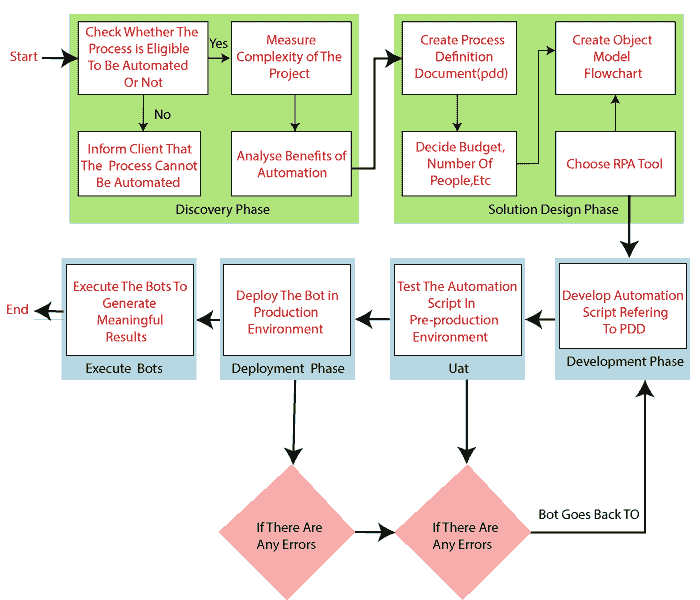 Start
Check Whether The
Process is Eligible
To Be Automated
Or Not
Yes
Measure
Complexity of The
Project
No
Inform Client That
The Process Cannot
Be Automated
Analyse Benefits of
Automation
Discovery Phase
Create Process
Definition
Document(pdd)
Create Object
Model
Flowchart
Decide Budget,
Number Of
People,Etc
Choose RPA Tool
Solution Design Phase
End
Execute The Bots To
Generate
Meaningful
Results
Execute Bots
Deploy The Bot in
Production
Environment
Deployment Phase
Test The Automation
Script In
Pre-production
Environment
Uat
Develop Automation
Script Refering
To PDD
Development Phase
If There Are
Any Errors
If There Are
Any Errors
Bot Goes Back TO